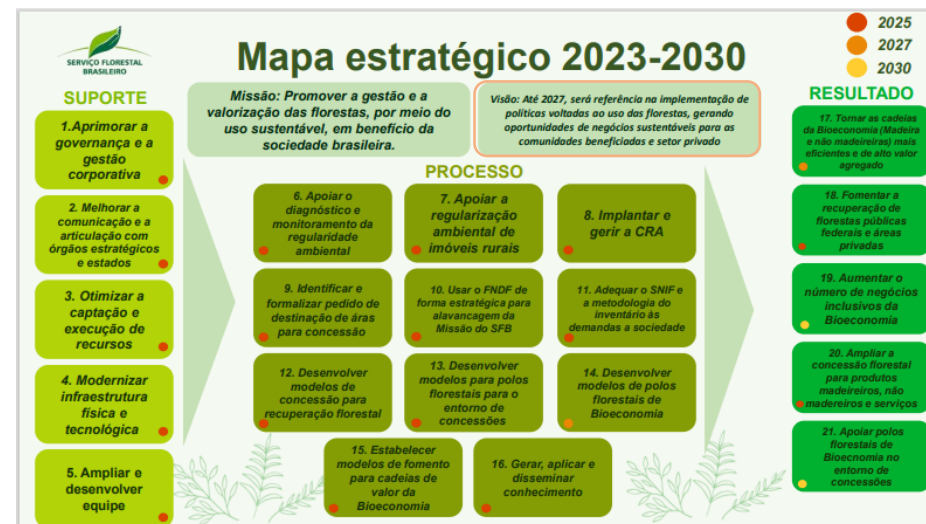 SERVIÇO FLORESTAL
BRASILEIRO
Mapa estratégico 2023-2030
2025
2027
2030
Missão: Promover a gestão e a
valorização das florestas, por meio do
uso sustentável, em benefício da
sociedade brasileira.
Visão: Até 2027, será referência na implementação de
políticas voltadas ao uso das florestas, gerando
oportunidades de negócios sustentáveis para as
comunidades beneficiadas e setor privado
SUPORTE
1.Aprimorar a
governança e a
gestão
corporativa
2. Melhorar a
comunicação e a
articulação com
órgãos estratégicos
e estados
3. Otimizar a
captação e
execução de
recursos
4. Modernizar
infraestrutura
física e
tecnológica
5. Ampliar e
desenvolver
equipe
PROCESSO
6. Apoiar o
diagnóstico e
monitoramento da
regularidade
ambiental
7. Apoiar a
regularização
ambiental de
imóveis rurais
8. Implantar e
gerir a CRA
9. Identificar e
formalizar pedido de
destinação de áras
para concessão
10. Usar o FNDF de
forma estratégica para
alavancagem da
Missão do SFB
11. Adequar o SNIF e
a metodologia do
inventário às
demandas a sociedade
12. Desenvolver
modelos de
concessão para
recuperação florestal
13. Desenvolver
modelos para polos
florestais para o
entorno de
concessões
14. Desenvolver
modelos de polos
florestais de
Bioeconomia
15. Estabelecer
modelos de fomento
para cadeias de
valor da
Bioeconomia
16. Gerar, aplicar e
disseminar
conhecimento
RESULTADO
17. Tornar as cadeias
da Bioeconomia (Madeira
e não madeireiras) mais
eficientes e de alto valor
agregado
18. Fomentar a
recuperação de
florestas públicas
federais e áreas
privadas
19. Aumentar o
número de negócios
inclusivos da
Bioeconomia
20. Ampliar a
concessão florestal
para produtos
madeireiros, não
madereiros e serviços
21. Apoiar polos
florestais de
Bioecnomia no
entorno de
concessões